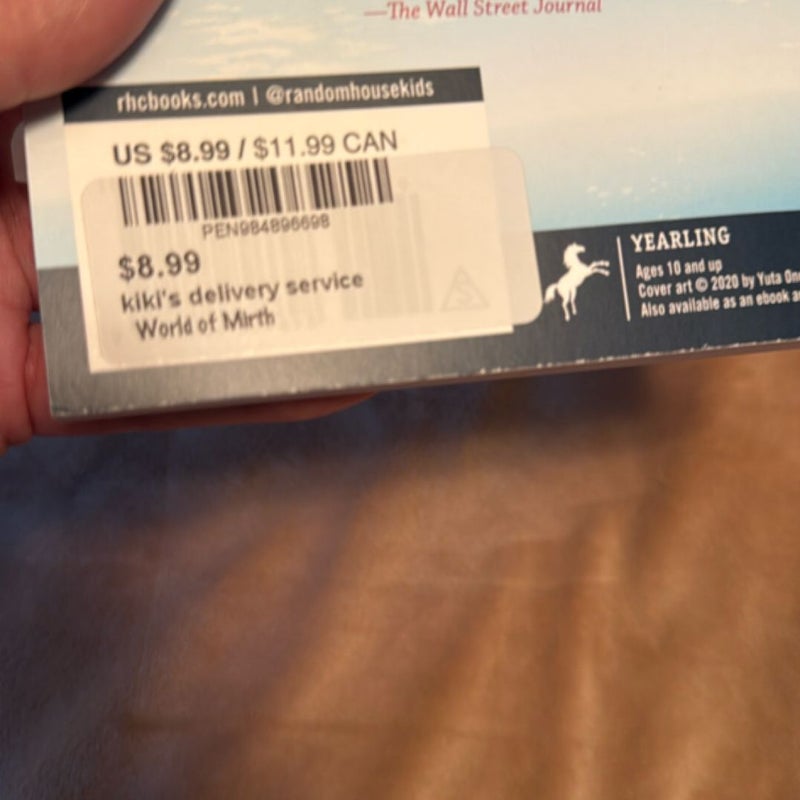 —The Wall Street Journal
rhcbooks.com | @randomhousekids
US $8.99 / $11.99 CAN
PEN984896698
$8.99
kiki's delivery service
World of Mirth
YEARLING
Ages 10 and up
Cover art © 2020 by Yuta
Also available as an ebook